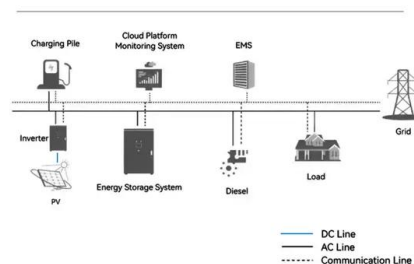 Charging Pile
Cloud Platform
Monitoring System
EMS
Grid
Inverter
PV
Energy Storage System
Diesel
Load
DC Line
AC Line
Communication Line